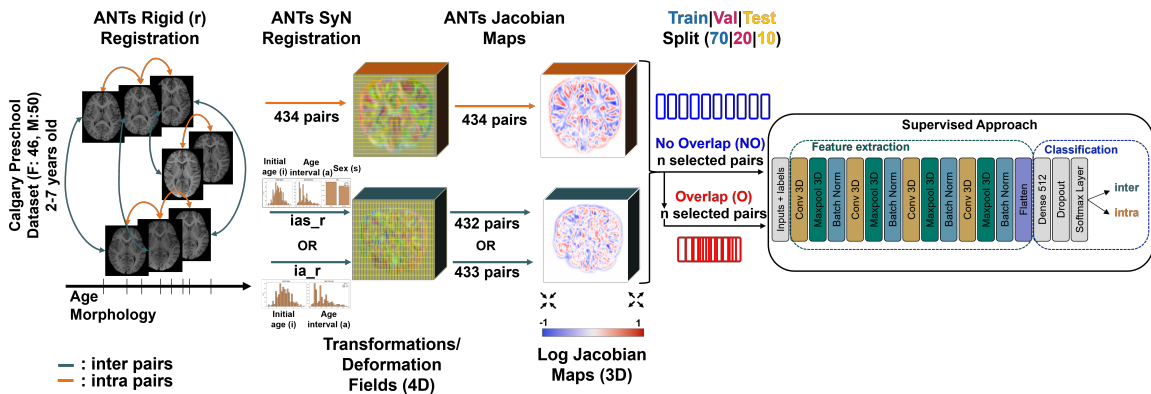 ANTs Rigid (r)
Registration
ANTs SyN
Registration
ANTs Jacobian
Maps
Train|Val|Test
Split (70|20|10)
Calgary Preschool
Dataset (F: 46, M:50)
2-7 years old
Age
Morphology
: inter pairs
: intra pairs
434 pairs
Initial
age (i)
Age
interval (a)
Sex (s)
ias_r
OR
ia_r
Initial
age (i)
Age
interval (a)
Transformations/
Deformation
Fields (4D)
434 pairs
432 pairs
OR
433 pairs
-1
1
Log Jacobian
Maps (3D)
No Overlap (NO)
n selected pairs
Overlap (O)
n selected pairs
Supervised Approach
Feature extraction
Classification
Inputs + labels
Conv 3D
Maxpool 3D
Batch Norm
Conv 3D
Maxpool 3D
Batch Norm
Conv 3D
Maxpool 3D
Batch Norm
Conv 3D
Maxpool 3D
Batch Norm
Flatten
Dense 512
Dropout
Softmax Layer
inter
intra